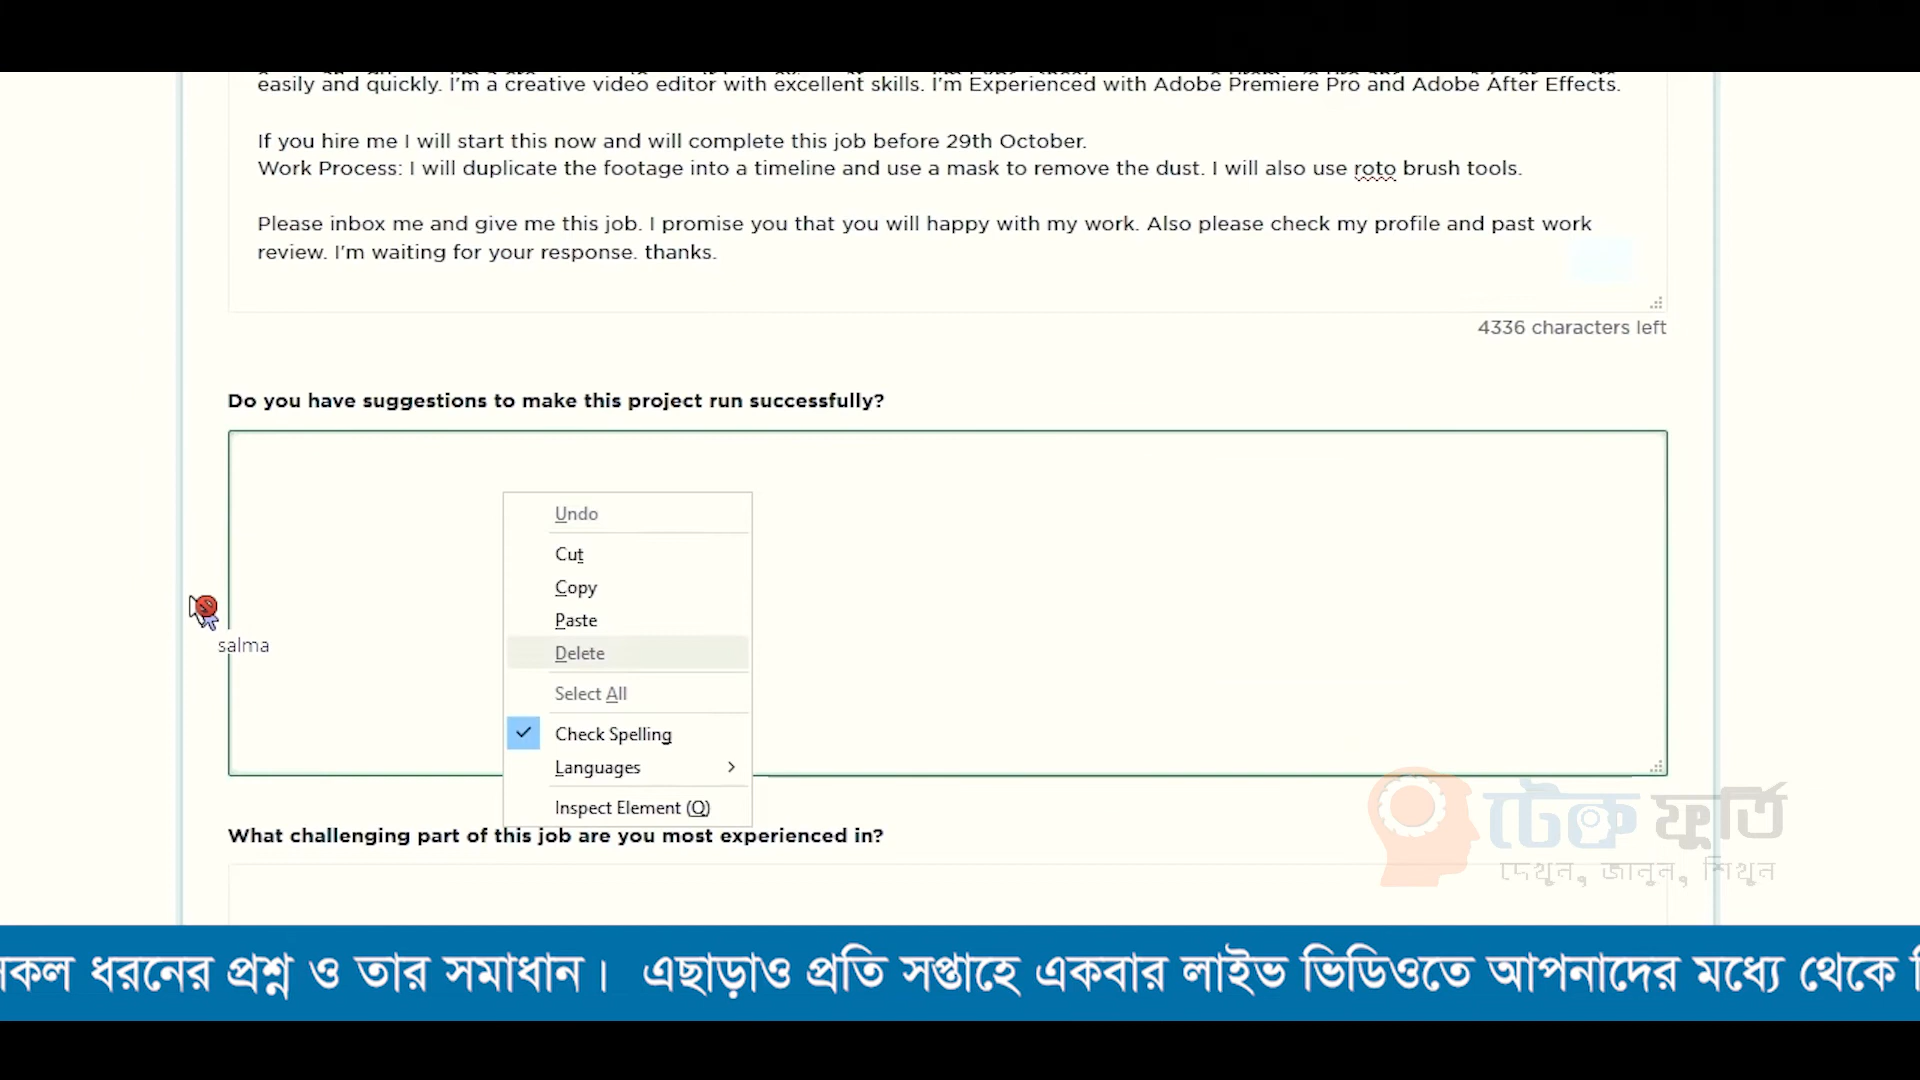 easily and quickly. I'm a creative video editor with excellent skills. I'm Experienced with Adobe Premiere Pro and Adobe After Effects.
If you hire me I will start this now and will complete this job before 29th October.
Work Process: I will duplicate the footage into a timeline and use a mask to remove the dust. I will also use roto brush tools.
Please inbox me and give me this job. I promise you that you will happy with my work. Also please check my profile and past work
review. I'm waiting for your response. thanks.
4336 characters left
Do you have suggestions to make this project run successfully?
Undo
Cut
Copy
Paste
salma
Delete
Select All
Check Spelling
Languages
Inspect Element (Q)
What challenging part of this job are you most experienced in?
টেক ফুর্তি
দেখুন, জানুন, শিখুন
ধরনের প্রশ্ন ও তার সমাধান। এছাড়াও প্রতি সপ্তাহে একবার লাইভ ভিডিওতে আপনাদের মধ্যে থেকে